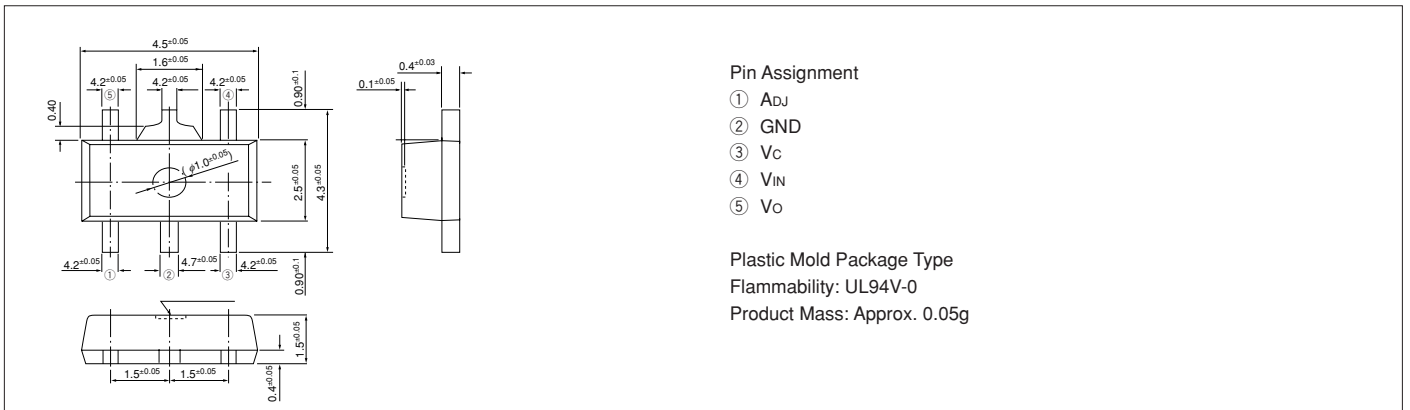 4.5±0.05
1.6±0.05
4.2±0.05
4.2±0.05
4.2±0.05
⑤
④
0.40
0.90±0.1
(φ1.0±0.05)
2.5±0.05
4.3±0.05
4.2±0.05
4.7±0.05
4.2±0.05
①
②
③
0.90±0.1
0.4±0.03
0.1±0.05
1.5±0.05
1.5±0.05
1.5±0.05
0.4±0.05
Pin Assignment
① ADJ
② GND
③ VC
④ VIN
⑤ VO
Plastic Mold Package Type
Flammability: UL94V-0
Product Mass: Approx. 0.05g